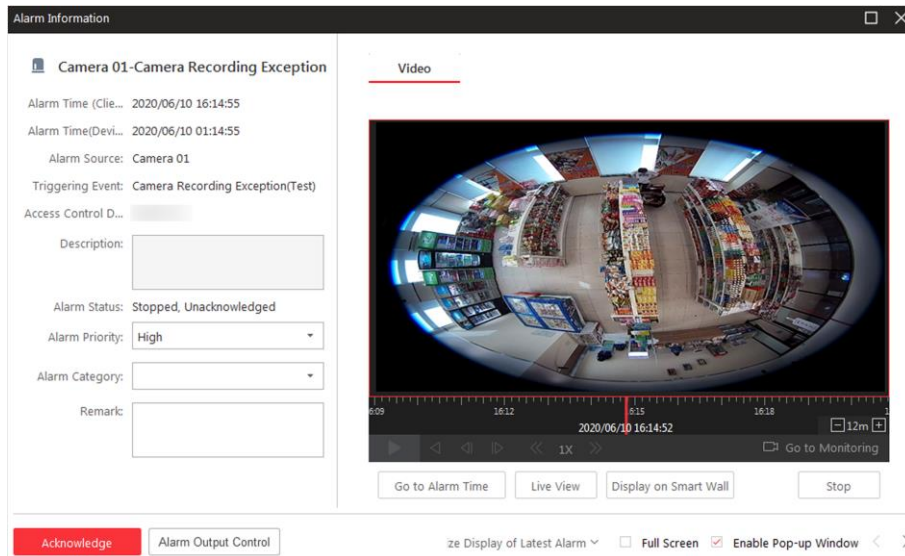 Alarm Information
Camera 01-Camera Recording Exception
Alarm Time (Clie... 2020/06/10 16:14:55
Alarm Time(Devi... 2020/06/10 01:14:55
Alarm Source: Camera 01
Triggering Event: Camera Recording Exception(Test)
Access Control D...
Description:
Alarm Status: Stopped, Unacknowledged
Alarm Priority: High
Alarm Category:
Remark:
Video
6:09 16:12 6:15 16:18 1
2020/06/10 16:14:52
12m
1X
Go to Monitoring
Go to Alarm Time
Live View
Display on Smart Wall
Stop
Acknowledge
Alarm Output Control
ze Display of Latest Alarm
Full Screen
Enable Pop-up Window